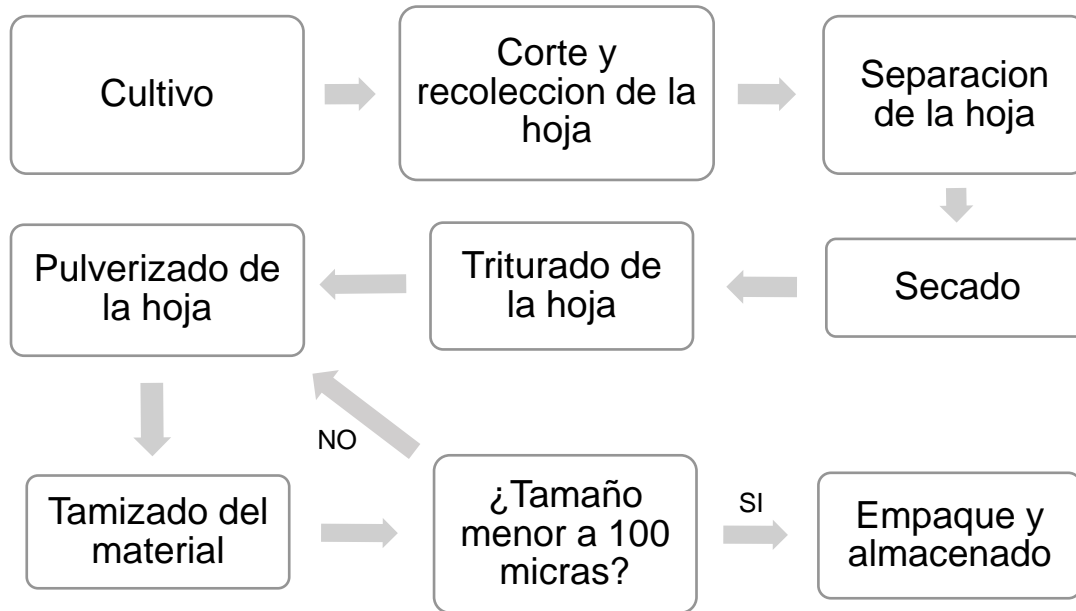 Cultivo
Corte y
recoleccion de la
hoja
Separacion
de la hoja
Secado
Triturado de
la hoja
Pulverizado de
la hoja
Tamizado del
material
NO
¿Tamaño
menor a 100
micras?
SI
Empaque y
almacenado